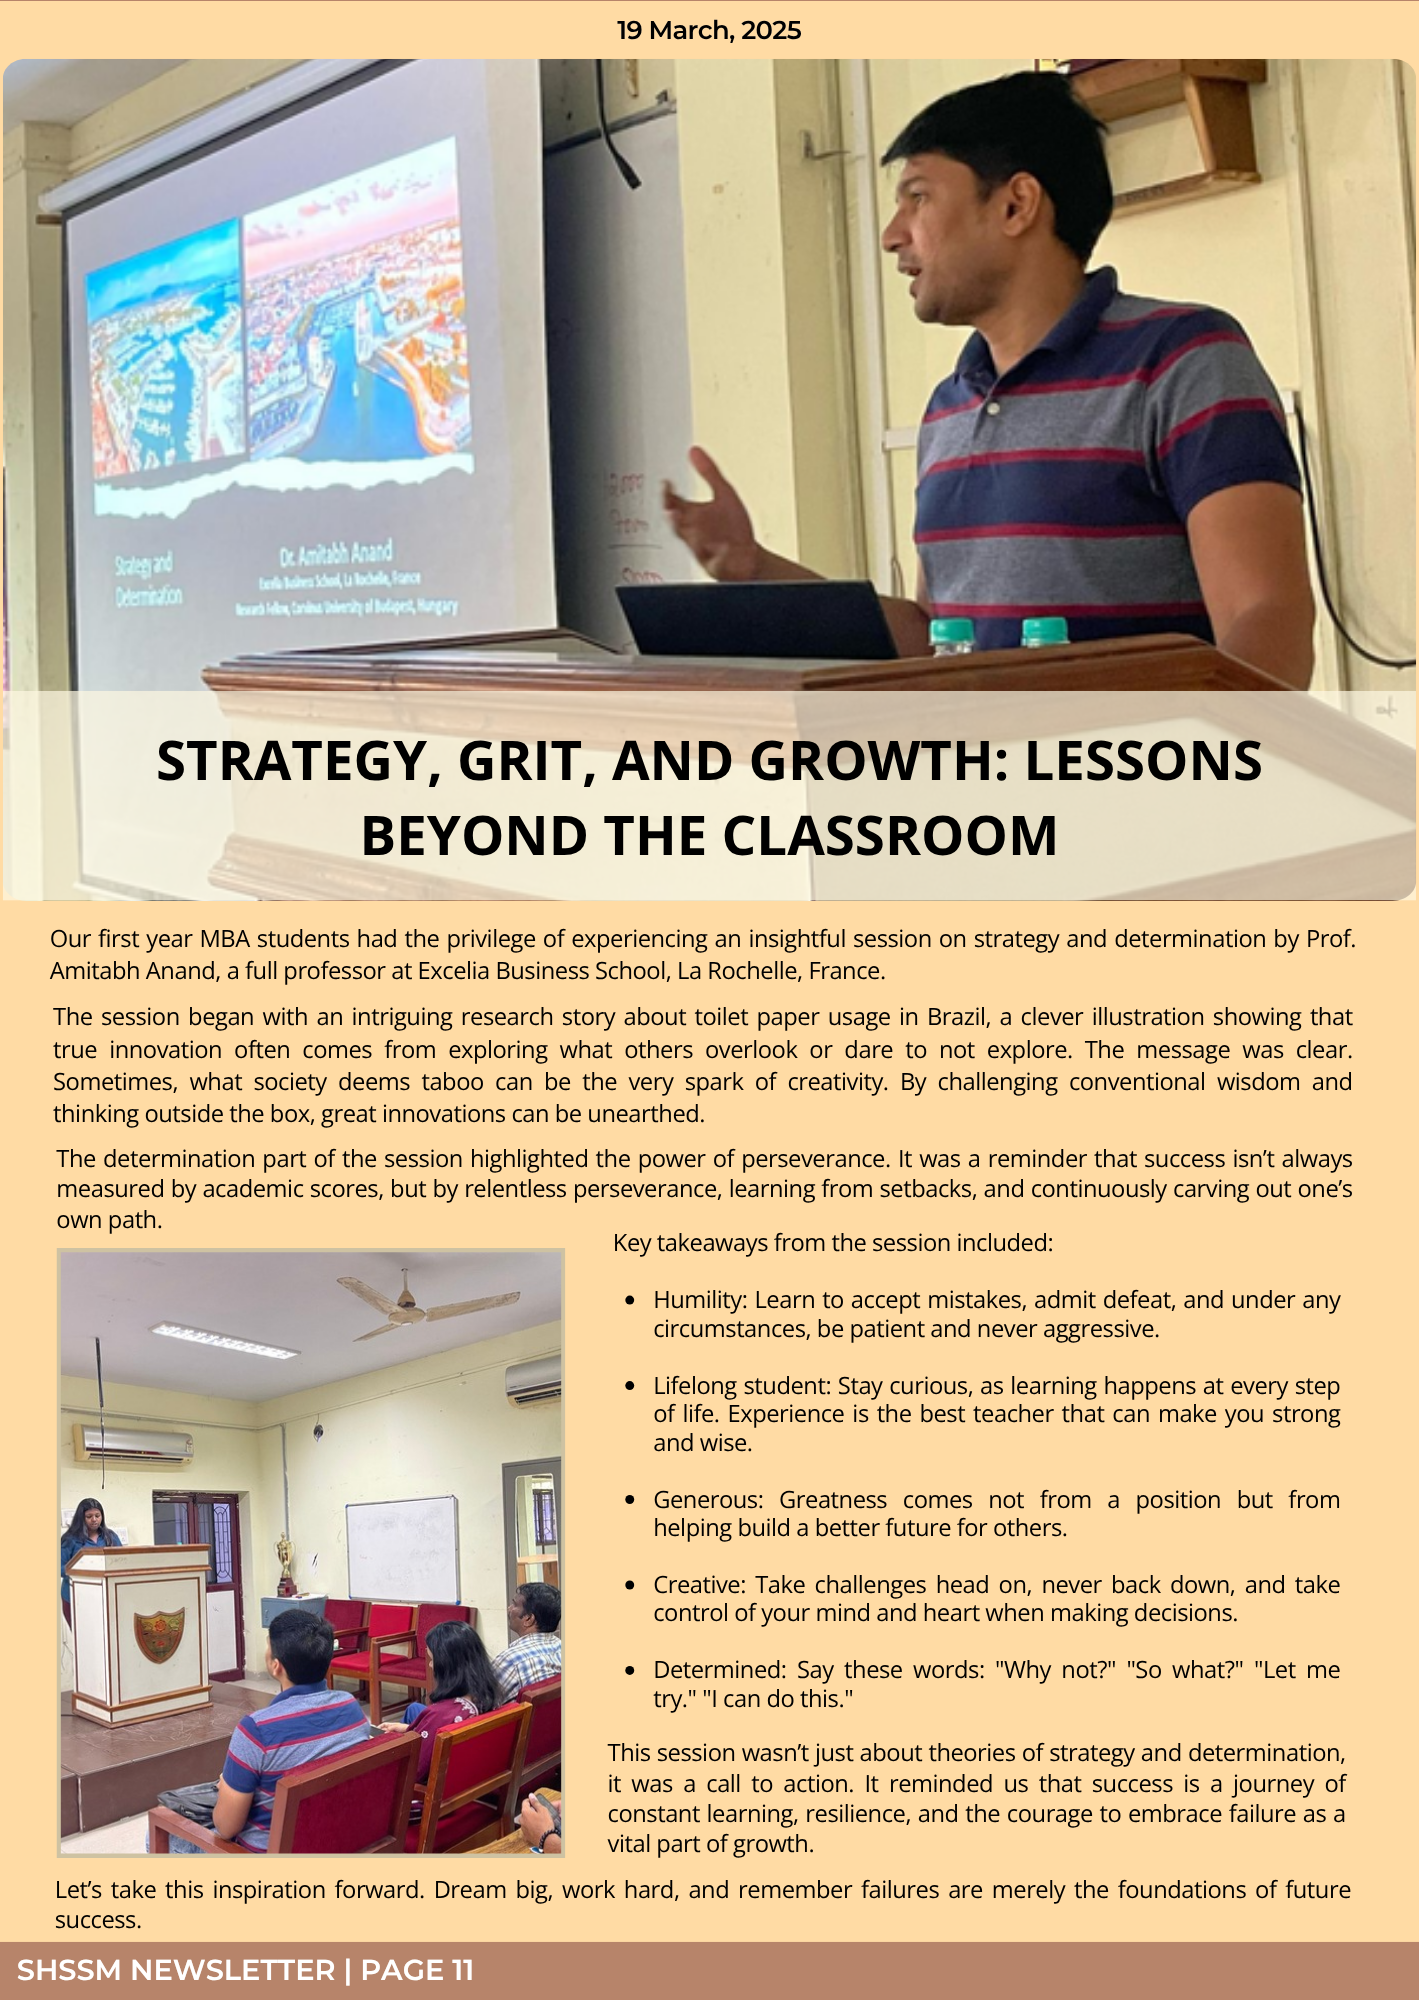 19 March, 2025
Strategy and
Determination
Dr. Amitabh Anand
Excelia Business School, La Rochelle, France
Research Fellow, Corvinus University of Budapest, Hungary
STRATEGY, GRIT, AND GROWTH: LESSONS
BEYOND THE CLASSROOM
Our first year MBA students had the privilege of experiencing an insightful session on strategy and determination by Prof.
Amitabh Anand, a full professor at Excelia Business School, La Rochelle, France.
The session began with an intriguing research story about toilet paper usage in Brazil, a clever illustration showing that
true innovation often comes from exploring what others overlook or dare to not explore. The message was clear.
Sometimes, what society deems taboo can be the very spark of creativity. By challenging conventional wisdom and
thinking outside the box, great innovations can be unearthed.
The determination part of the session highlighted the power of perseverance. It was a reminder that success isn’t always
measured by academic scores, but by relentless perseverance, learning from setbacks, and continuously carving out one’s
own path.
Key takeaways from the session included:
• Humility: Learn to accept mistakes, admit defeat, and under any
circumstances, be patient and never aggressive.
• Lifelong student: Stay curious, as learning happens at every step
of life. Experience is the best teacher that can make you strong
and wise.
• Generous: Greatness comes not from a position but from
helping build a better future for others.
• Creative: Take challenges head on, never back down, and take
control of your mind and heart when making decisions.
• Determined: Say these words: "Why not?" "So what?" "Let me
try." "I can do this."
This session wasn’t just about theories of strategy and determination,
it was a call to action. It reminded us that success is a journey of
constant learning, resilience, and the courage to embrace failure as a
vital part of growth.
Let’s take this inspiration forward. Dream big, work hard, and remember failures are merely the foundations of future
success.
SHSSM NEWSLETTER | PAGE 11